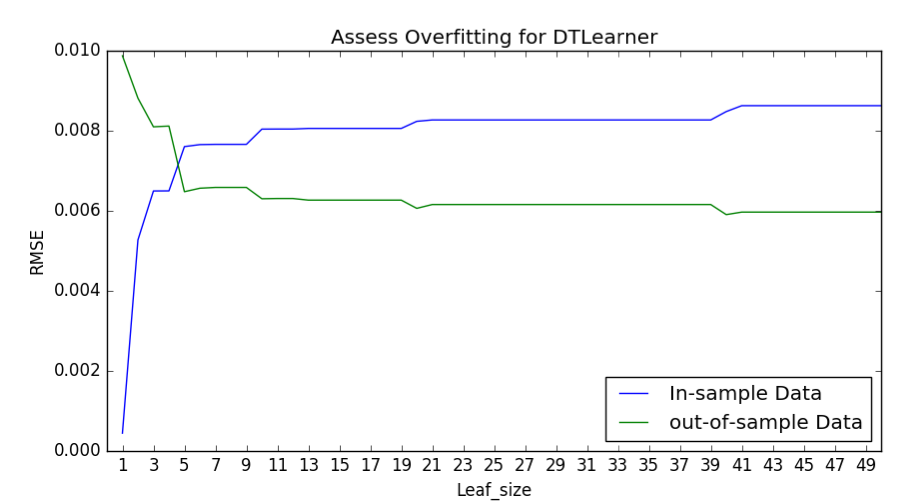 Assess Overfitting for DTLearner
0.010
0.008
0.006
0.004
0.002
0.000
RMSE
1 3 5 7 9 11 13 15 17 19 21 23 25 27 29 31 33 35 37 39 41 43 45 47 49
Leaf_size
In-sample Data
out-of-sample Data